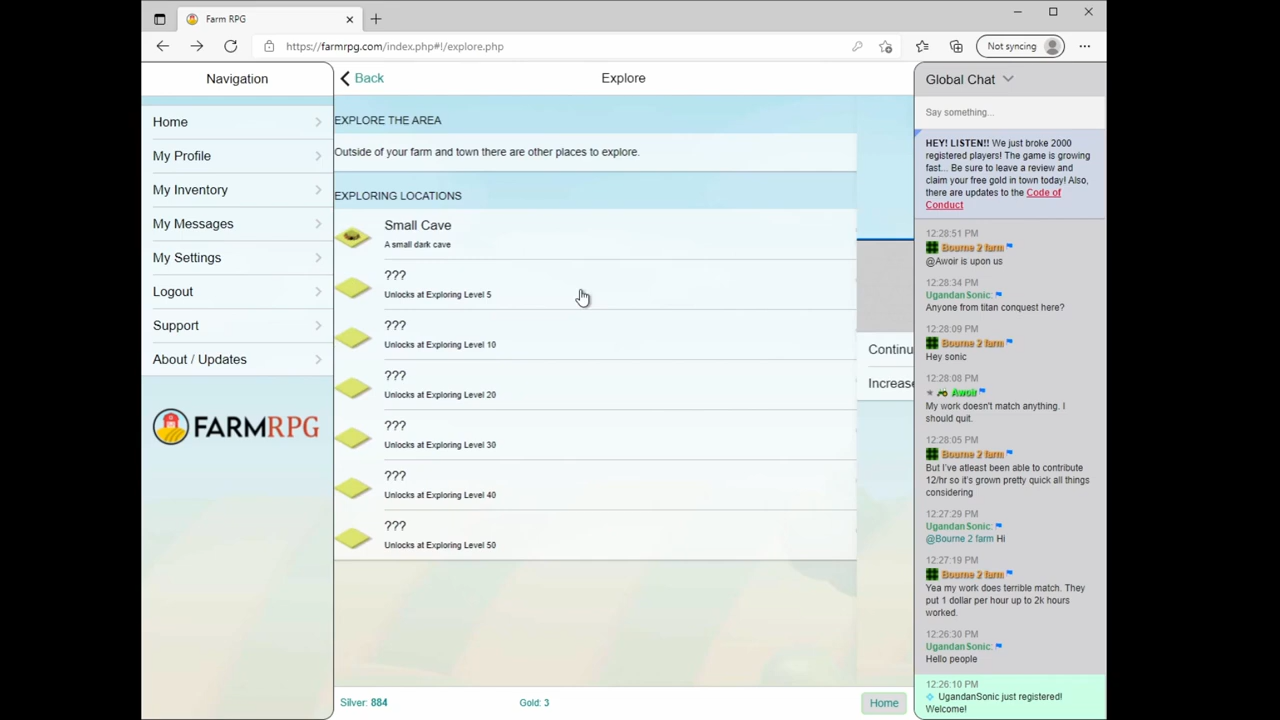 Farm RPG
https://farmrpg.com/index.php#!/explore.php
Not syncing
Navigation
Home
My Profile
My Inventory
My Messages
My Settings
Logout
Support
About / Updates
FARMRPG
Back
Explore
EXPLORE THE AREA
Outside of your farm and town there are other places to explore.
EXPLORING LOCATIONS
Small Cave
A small dark cave
???
Unlocks at Exploring Level 5
???
Unlocks at Exploring Level 10
???
Unlocks at Exploring Level 20
???
Unlocks at Exploring Level 30
???
Unlocks at Exploring Level 40
???
Unlocks at Exploring Level 50
Continu
Increase
Silver: 884
Gold: 3
Home
Global Chat
Say something...
HEY! LISTEN!! We just broke 2000
registered players! The game is growing
fast... Be sure to leave a review and
claim your free gold in town today! Also,
there are updates to the Code of
Conduct
12:28:51 PM
Bourne 2 farm
@Awoir is upon us
12:28:34 PM
UgandanSonic:
Anyone from titan conquest here?
12:28:09 PM
Bourne 2 farm
Hey sonic
12:28:08 PM
Awoir
My work doesn't match anything. I
should quit.
12:28:05 PM
Bourne 2 farm
But I've atleast been able to contribute
12/hr so it's grown pretty quick all things
considering
12:27:29 PM
UgandanSonic:
@Bourne 2 farm Hi
12:27:19 PM
Bourne 2 farm
Yea my work does terrible match. They
put 1 dollar per hour up to 2k hours
worked.
12:26:30 PM
UgandanSonic:
Hello people
12:26:10 PM
UgandanSonic just registered!
Welcome!